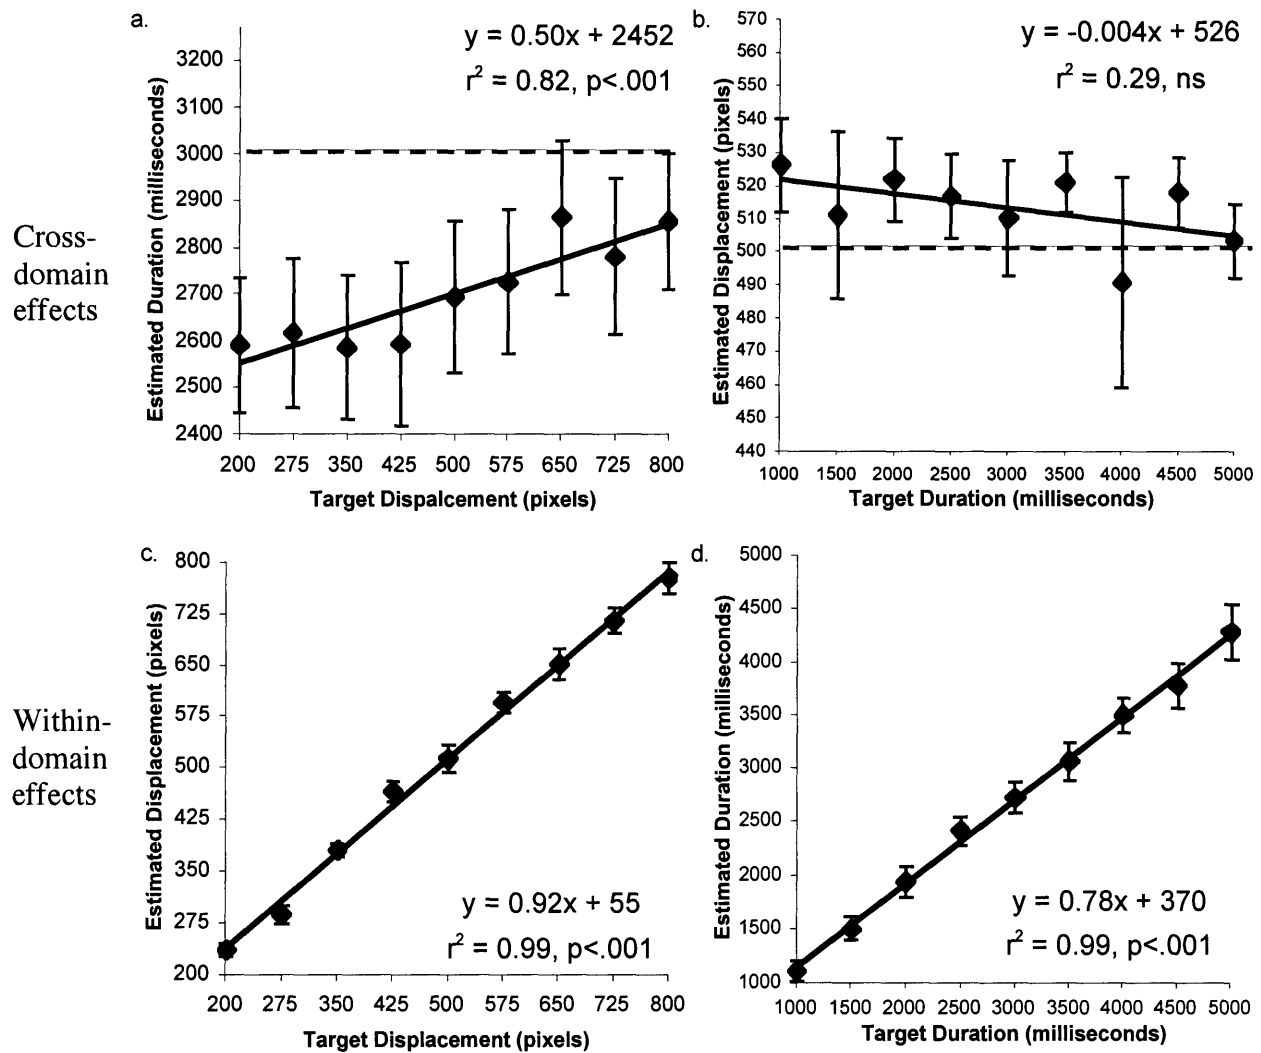 a.
y = 0.50x + 2452
r² = 0.82, p<.001
3200
3100
3000
2900
2800
2700
2600
2500
2400
Estimated Duration (milliseconds)
200 275 350 425 500 575 650 725 800
Target Dispalcement (pixels)
b.
y = -0.004x + 526
r² = 0.29, ns
570
560
550
540
530
520
510
500
490
480
470
460
450
440
Estimated Displacement (pixels)
1000 1500 2000 2500 3000 3500 4000 4500 5000
Target Duration (milliseconds)
Cross-
domain
effects
c.
800
725
650
575
500
425
350
275
200
Estimated Displacement (pixels)
y = 0.92x + 55
r² = 0.99, p<.001
200 275 350 425 500 575 650 725 800
Target Displacement (pixels)
d.
5000
4500
4000
3500
3000
2500
2000
1500
1000
Estimated Duration (milliseconds)
y = 0.78x + 370
r² = 0.99, p<.001
1000 1500 2000 2500 3000 3500 4000 4500 5000
Target Duration (milliseconds)
Within-
domain
effects